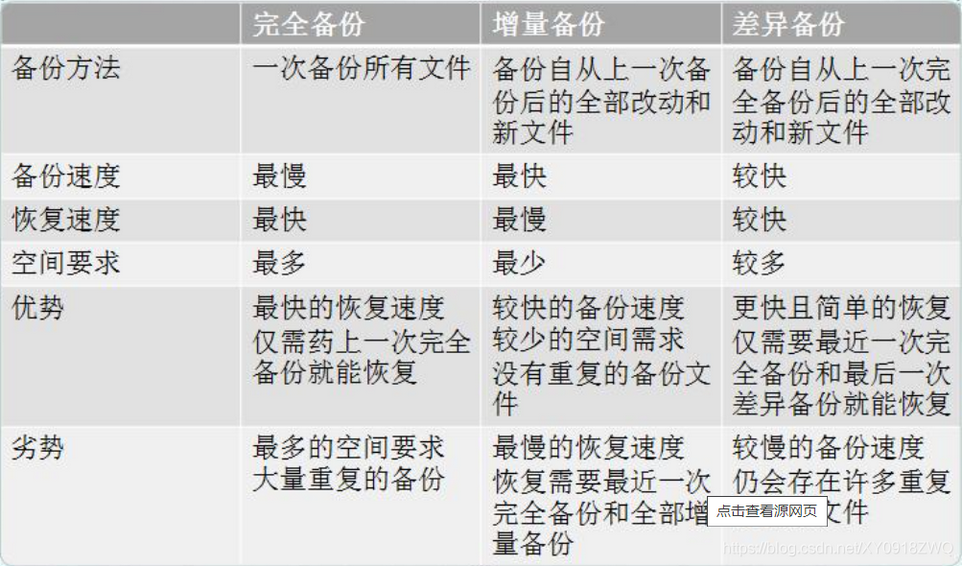 完全备份 增量备份 差异备份
备份方法 一次备份所有文件 备份自从上一次备 备份自从上一次完
份后的全部改动和 全备份后的全部改
新文件 动和新文件
备份速度 最慢 最快 较快
恢复速度 最快 最慢 较快
空间要求 最多 最少 较多
优势 最快的恢复速度 较快的备份速度 更快且简单的恢复
仅需药上一次完全 较少的空间需求 仅需要最近一次完
备份就能恢复 没有重复的备份文 全备份和最后一次
件 差异备份就能恢复
劣势 最多的空间要求 最慢的恢复速度 较慢的备份速度
大量重复的备份 恢复需要最近一次 仍会存在许多重复
完全备份和全部增 点击查看源网页 文件
量备份
https://blog.csdn.net/XY0918ZWQ